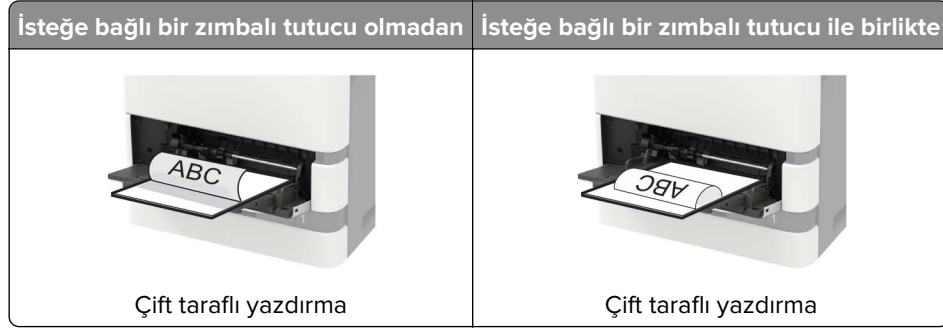 İsteğe bağlı bir zımbalı tutucu olmadan
İsteğe bağlı bir zımbalı tutucu ile birlikte
ABC
ABC
Çift taraflı yazdırma
Çift taraflı yazdırma